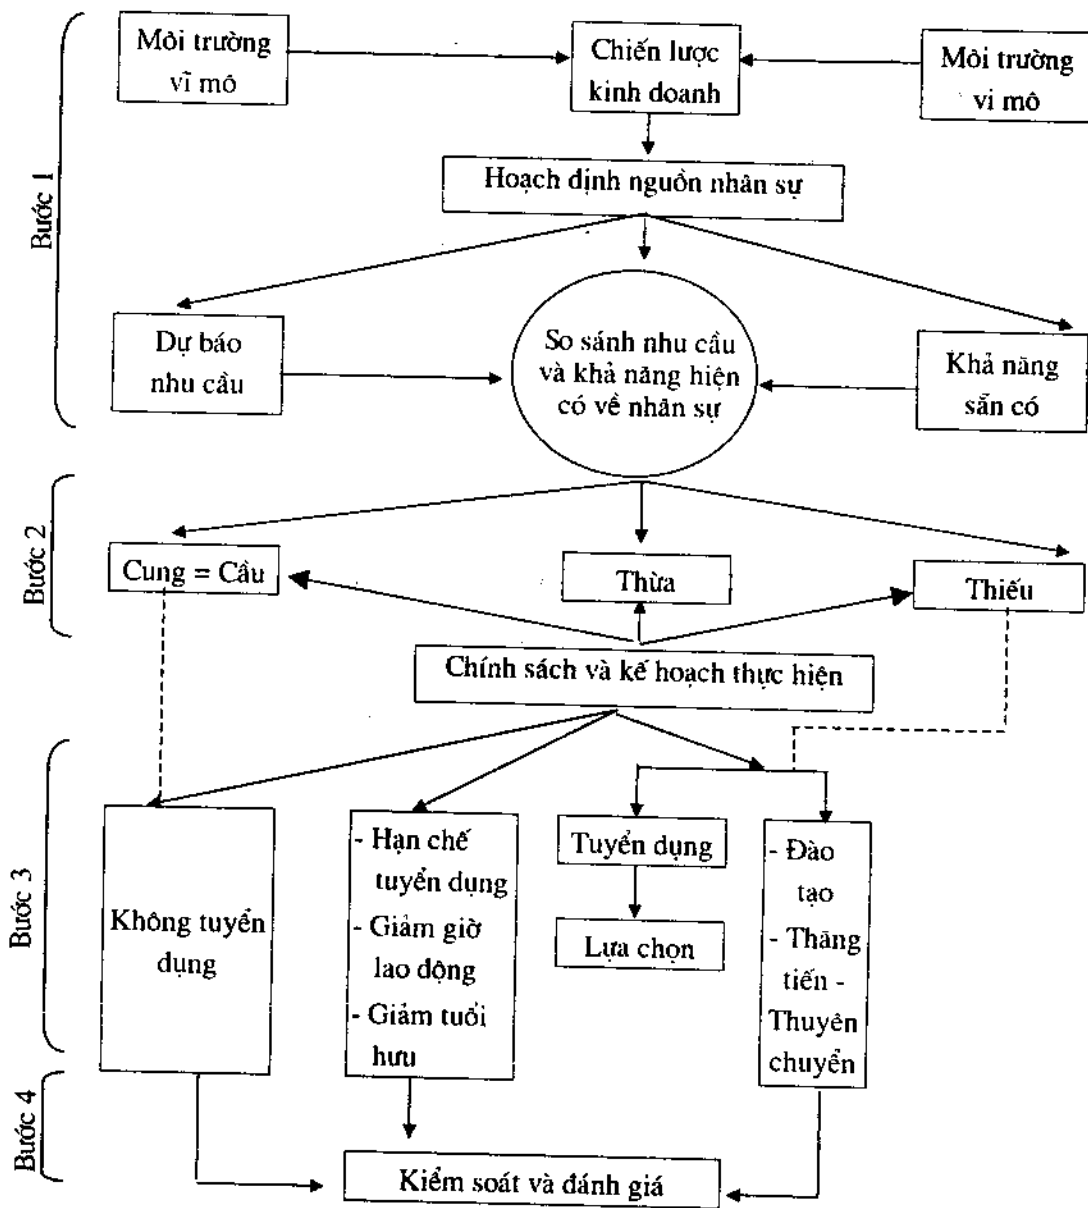 Môi trường
vĩ mô
Chiến lược
kinh doanh
Môi trường
vi mô
Bước 1
Hoạch định nguồn nhân sự
Dự báo
nhu cầu
So sánh nhu cầu
và khả năng hiện
có về nhân sự
Khả năng
sẵn có
Bước 2
Cung = Cầu
Thừa
Thiếu
Chính sách và kế hoạch thực hiện
Bước 3
Không tuyển
dụng
- Hạn chế
tuyển dụng
- Giảm giờ
lao động
- Giảm tuổi
hưu
Tuyển dụng
Lựa chọn
- Đào
tạo
- Thăng
tiến -
Thuyên
chuyển
Bước 4
Kiểm soát và đánh giá